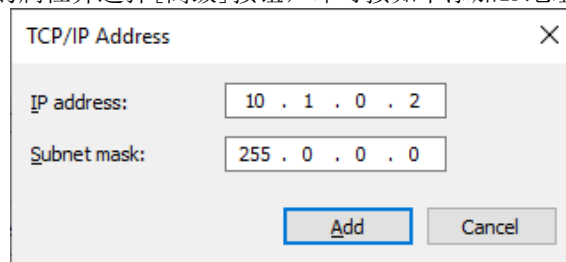 TCP/IP Address
IP address: 10 . 1 . 0 . 2
Subnet mask: 255 . 0 . 0 . 0
Add Cancel